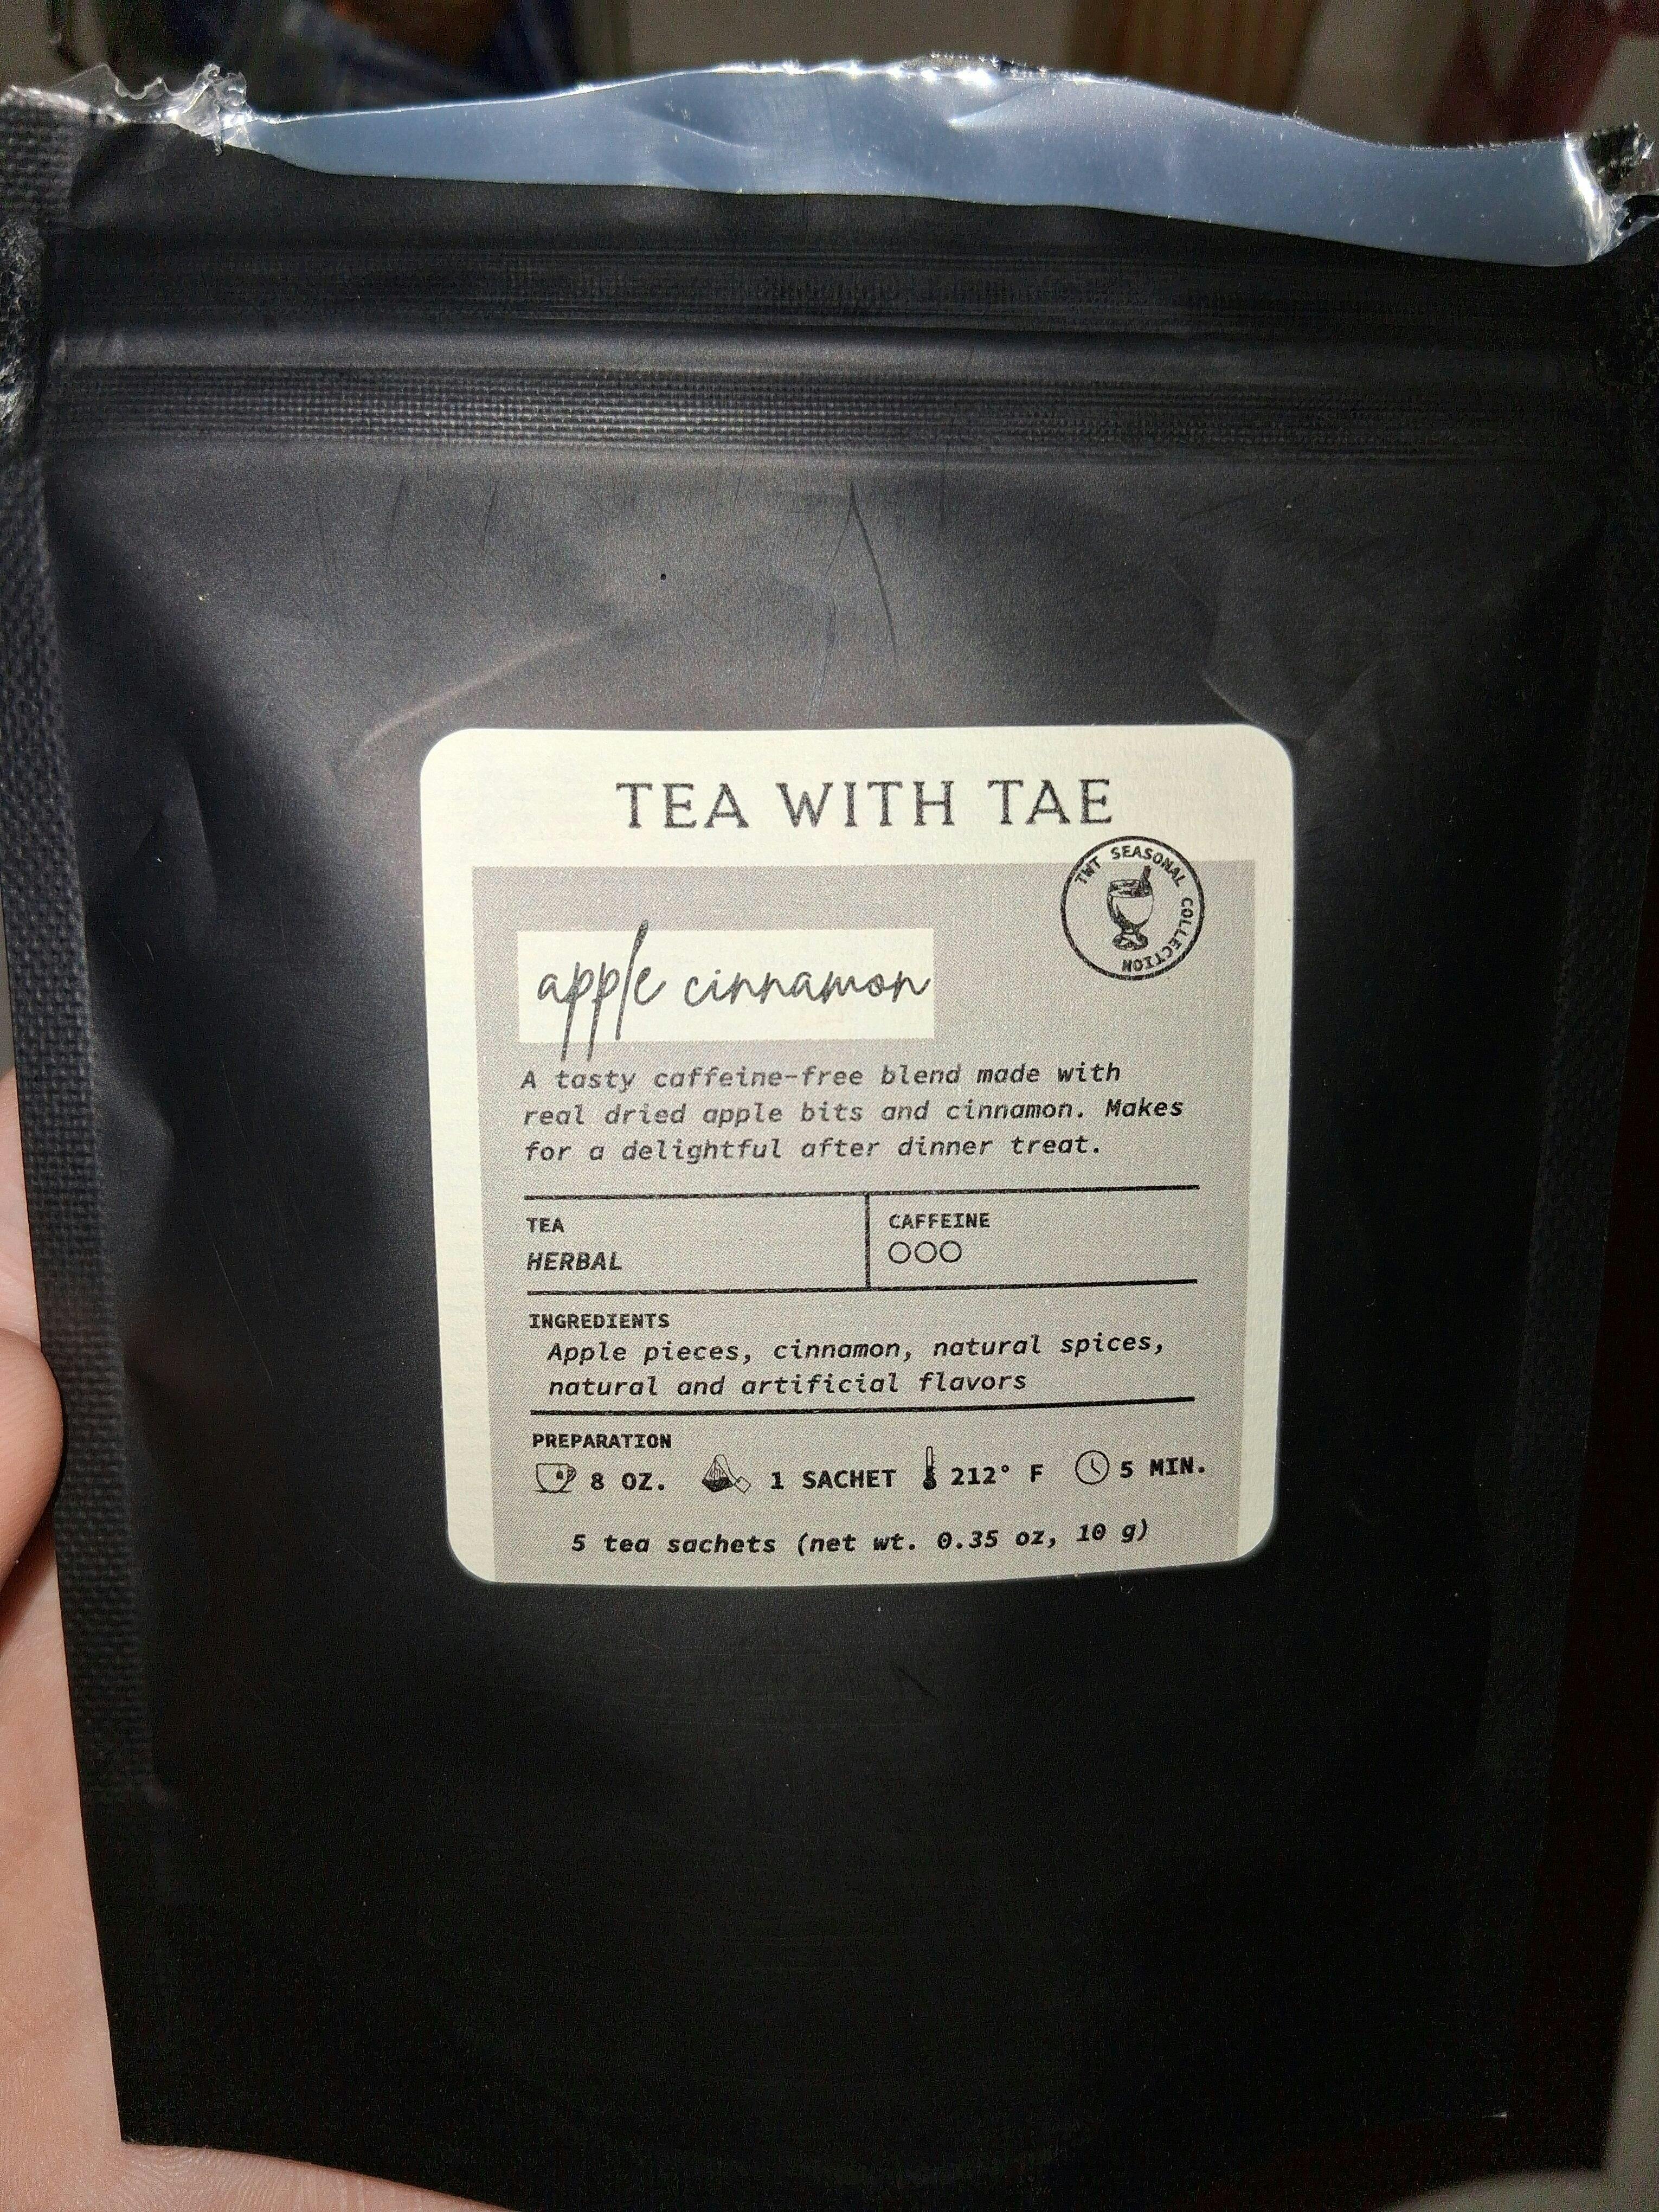 TEA WITH TAE
TWT SEASONAL COLLECTION
apple cinnamon
A tasty caffeine-free blend made with
real dried apple bits and cinnamon. Makes
for a delightful after dinner treat.
TEA
HERBAL
CAFFEINE
INGREDIENTS
Apple pieces, cinnamon, natural spices,
natural and artificial flavors
PREPARATION
8 OZ. 1 SACHET 212° F 5 MIN.
5 tea sachets (net wt. 0.35 oz, 10 g)